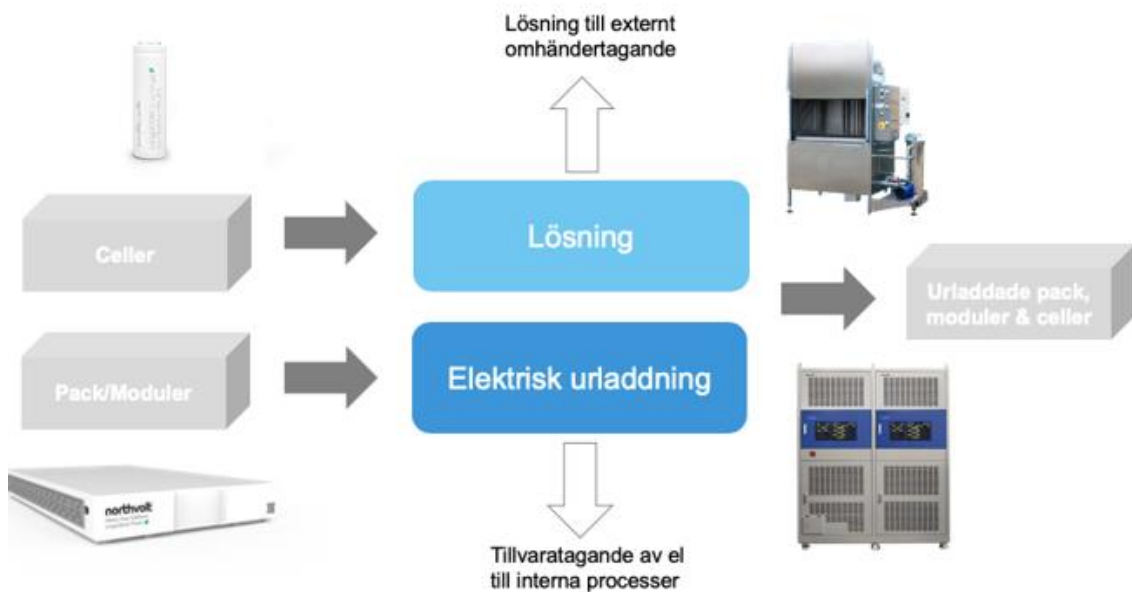 Lösning till externt
omhändertagande
Celler
Lösning
Urladdade pack,
moduler & celler
Pack/Moduler
Elektrisk urladdning
northvolt
Tillvaratagande av el
till interna processer